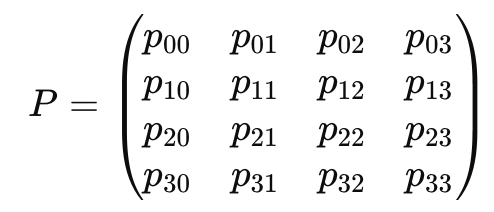 P = 
p₀₀ p₀₁ p₀₂ p₀₃
p₁₀ p₁₁ p₁₂ p₁₃
p₂₀ p₂₁ p₂₂ p₂₃
p₃₀ p₃₁ p₃₂ p₃₃